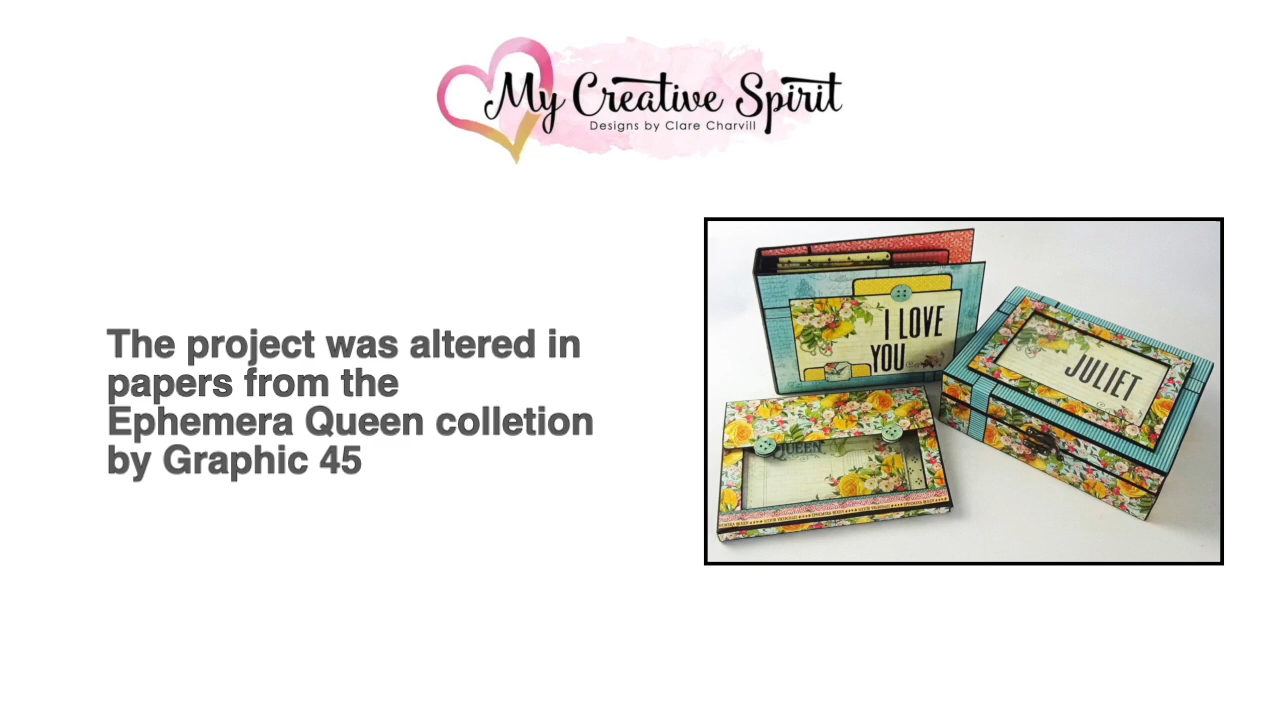 My Creative Spirit
Designs by Clare Charvill
The project was altered in
papers from the
Ephemera Queen colletion
by Graphic 45
I LOVE
YOU
JULIET
QUEEN